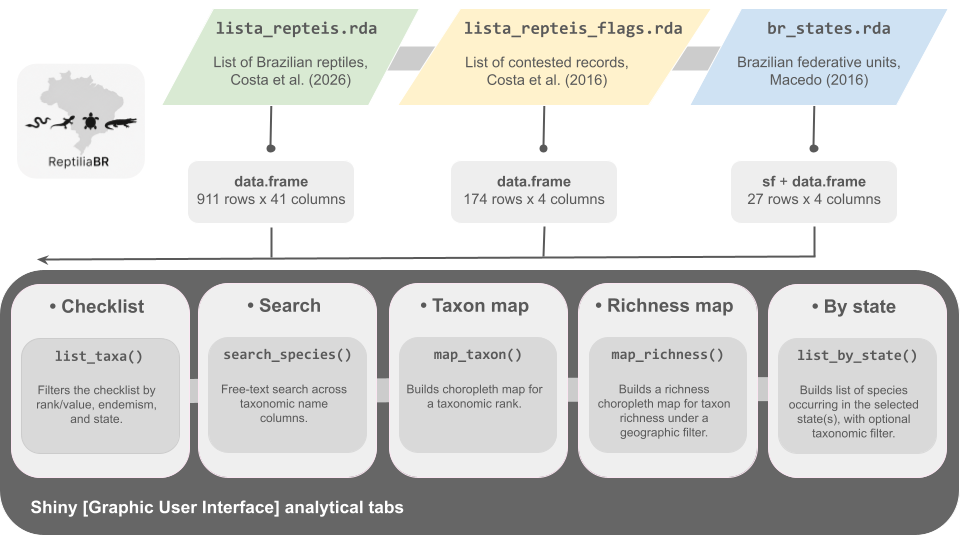 lista_repteis.rda
List of Brazilian reptiles,
Costa et al. (2026)
lista_repteis_flags.rda
List of contested records,
Costa et al. (2016)
br_states.rda
Brazilian federative units,
Macedo (2016)
ReptiliaBR
data.frame
911 rows x 41 columns
data.frame
174 rows x 4 columns
sf + data.frame
27 rows x 4 columns
• Checklist
list_taxa()
Filters the checklist by
rank/value, endemism,
and state.
• Search
search_species()
Free-text search across
taxonomic name
columns.
• Taxon map
map_taxon()
Builds choropleth map for
a taxonomic rank.
• Richness map
map_richness()
Builds a richness
choropleth map for taxon
richness under a
geographic filter.
• By state
list_by_state()
Builds list of species
occurring in the selected
state(s), with optional
taxonomic filter.
Shiny [Graphic User Interface] analytical tabs